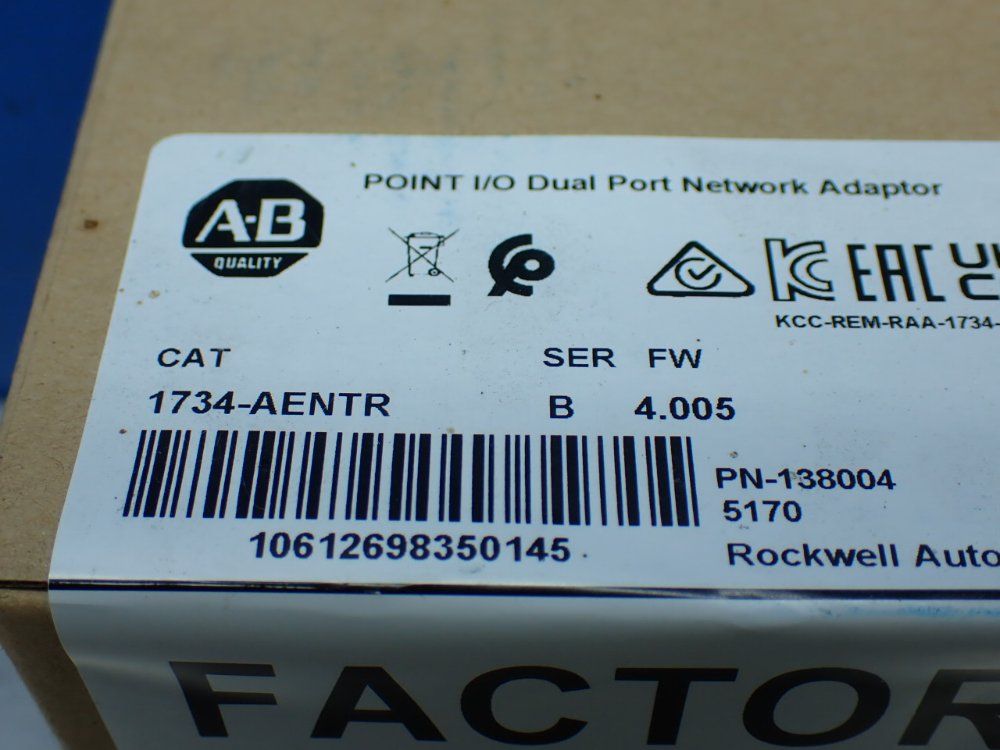 POINT I/O Dual Port Network Adaptor
A-B
QUALITY
EAC
KCC-REM-RAA-1734-
CAT SER FW
1734-AENTR B 4.005
PN-138004
5170
10612698350145
Rockwell Auto
FACTOR